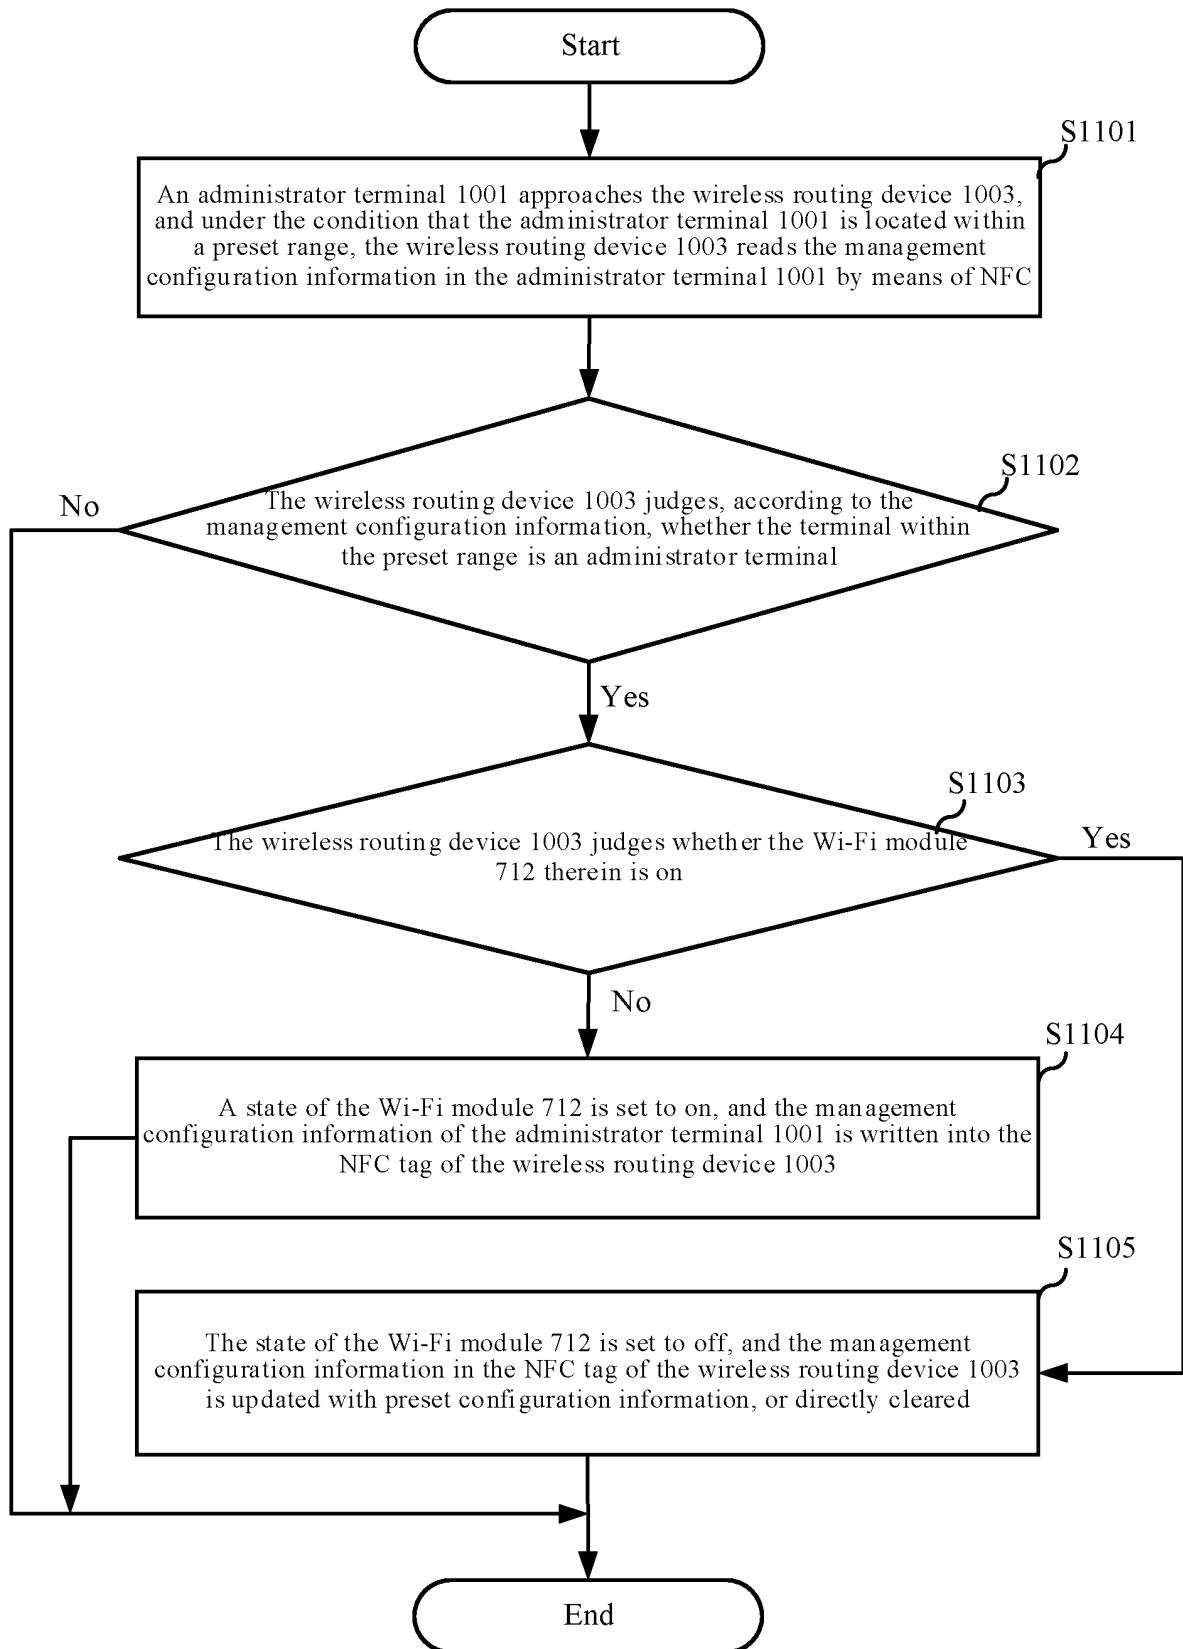 Start
S1101
An administrator terminal 1001 approaches the wireless routing device 1003,
and under the condition that the administrator terminal 1001 is located within
a preset range, the wireless routing device 1003 reads the management
configuration information in the administrator terminal 1001 by means of NFC
S1102
No
The wireless routing device 1003 judges, according to the
management configuration information, whether the terminal within
the preset range is an administrator terminal
Yes
S1103
The wireless routing device 1003 judges whether the Wi-Fi module
712 therein is on
Yes
No
S1104
A state of the Wi-Fi module 712 is set to on, and the management
configuration information of the administrator terminal 1001 is written into the
NFC tag of the wireless routing device 1003
S1105
The state of the Wi-Fi module 712 is set to off, and the management
configuration information in the NFC tag of the wireless routing device 1003
is updated with preset configuration information, or directly cleared
End